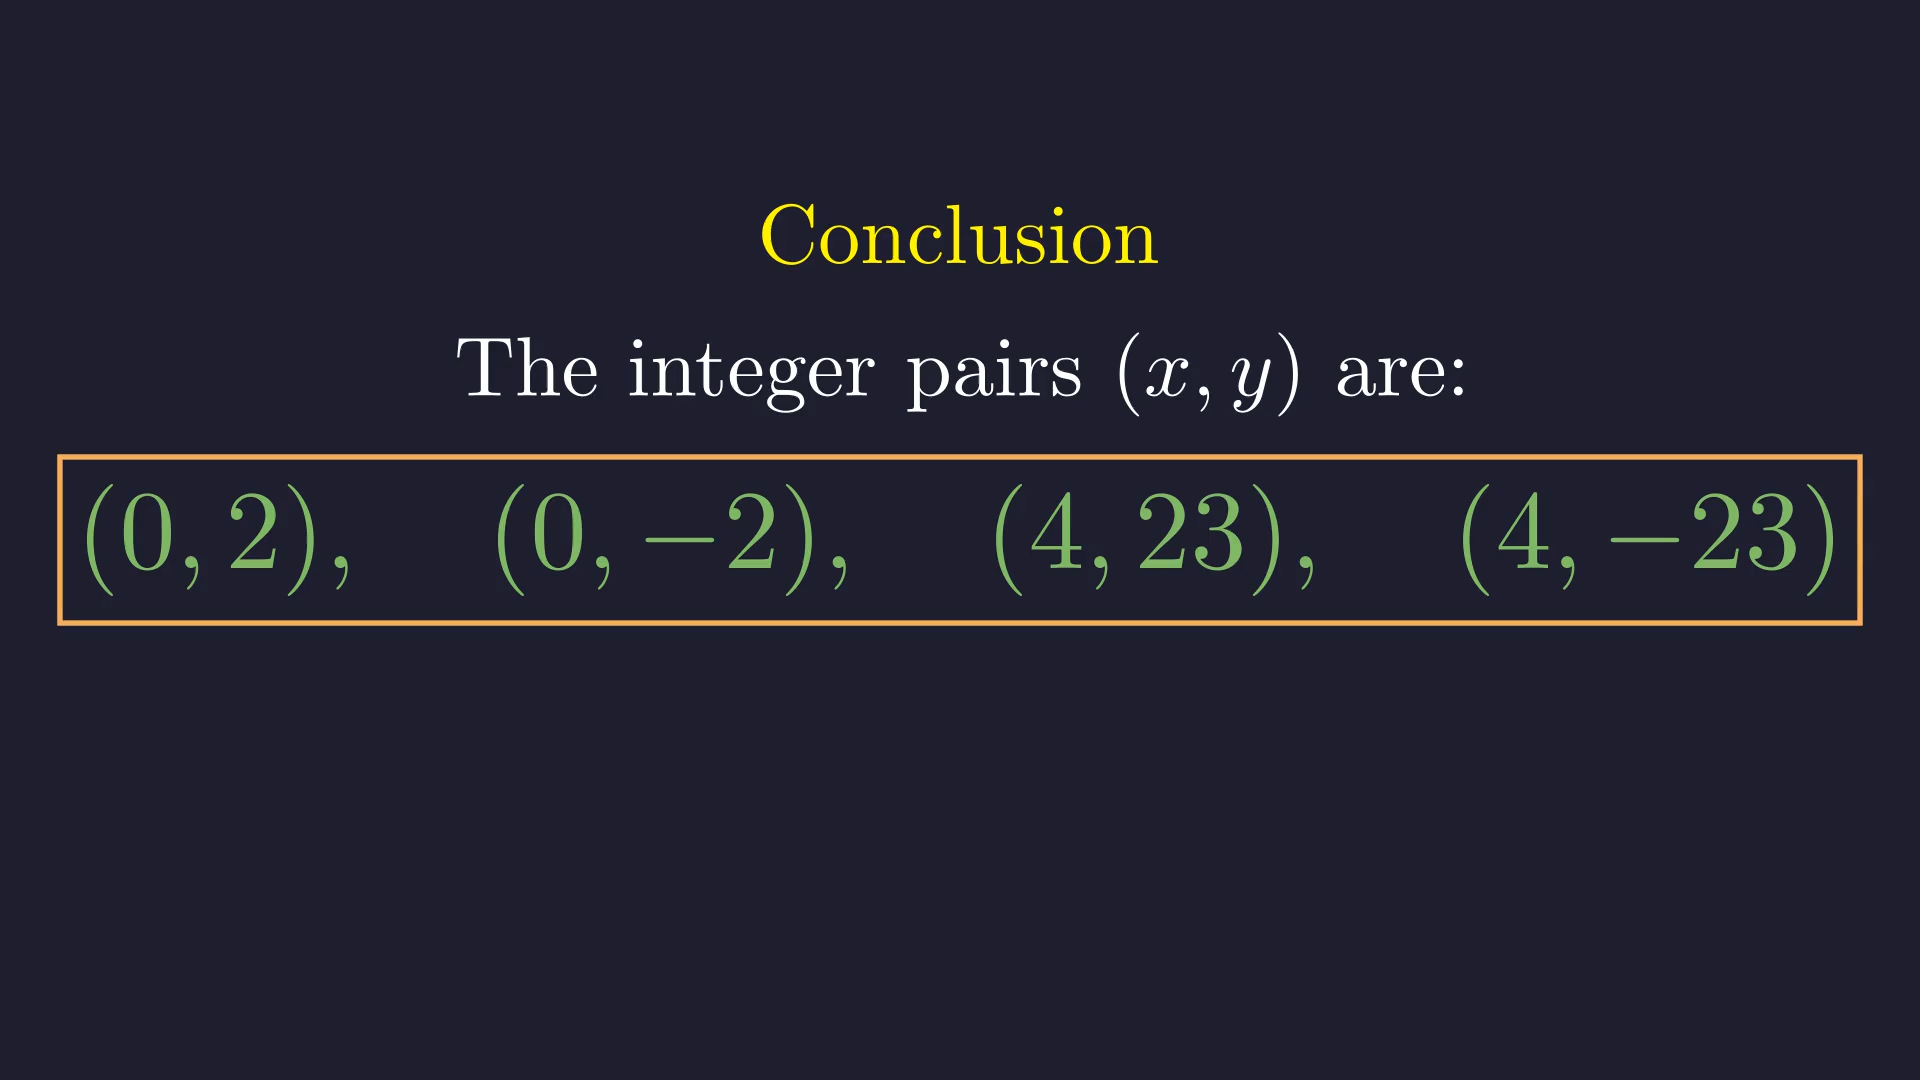 Conclusion
The integer pairs (x, y) are:
(0, 2), (0, −2), (4, 23), (4, −23)